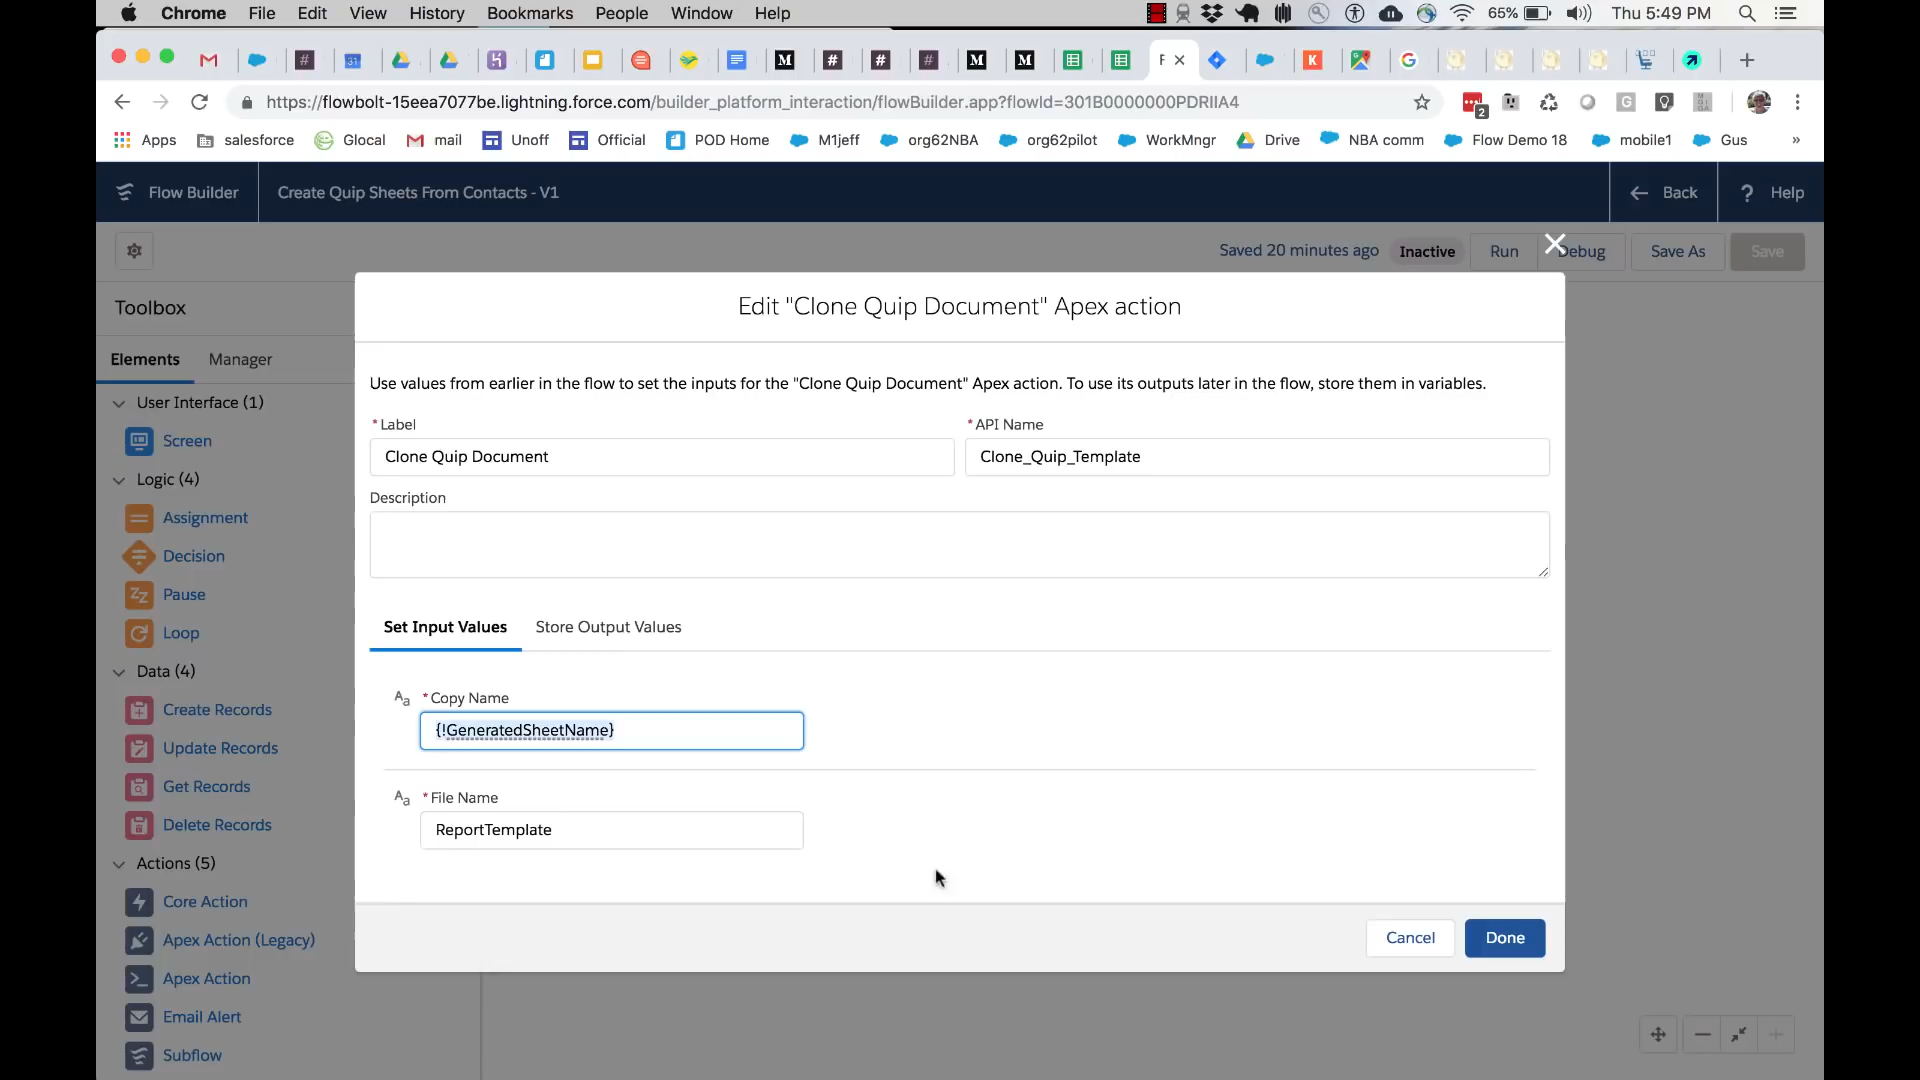 Chrome File Edit View History Bookmarks People Window Help 65% Thu 5:49 PM
https://flowbolt-15eea7077be.lightning.force.com/builder_platform_interaction/flowBuilder.app?flowId=301B0000000PDRIIA4
Apps salesforce Glocal mail Unoff Official POD Home M1jeff org62NBA org62pilot WorkMngr Drive NBA comm Flow Demo 18 mobile1 Gus »
Flow Builder Create Quip Sheets From Contacts - V1 Back ? Help
Saved 20 minutes ago Inactive Run Debug Save As Save
Toolbox
Elements Manager
User Interface (1)
Screen
Logic (4)
Assignment
Decision
Pause
Loop
Data (4)
Create Records
Update Records
Get Records
Delete Records
Actions (5)
Core Action
Apex Action (Legacy)
Apex Action
Email Alert
Subflow
Edit "Clone Quip Document" Apex action
Use values from earlier in the flow to set the inputs for the "Clone Quip Document" Apex action. To use its outputs later in the flow, store them in variables.
* Label * API Name
Clone Quip Document Clone_Quip_Template
Description
Set Input Values Store Output Values
Aa * Copy Name
{!GeneratedSheetName}
Aa * File Name
ReportTemplate
Cancel Done